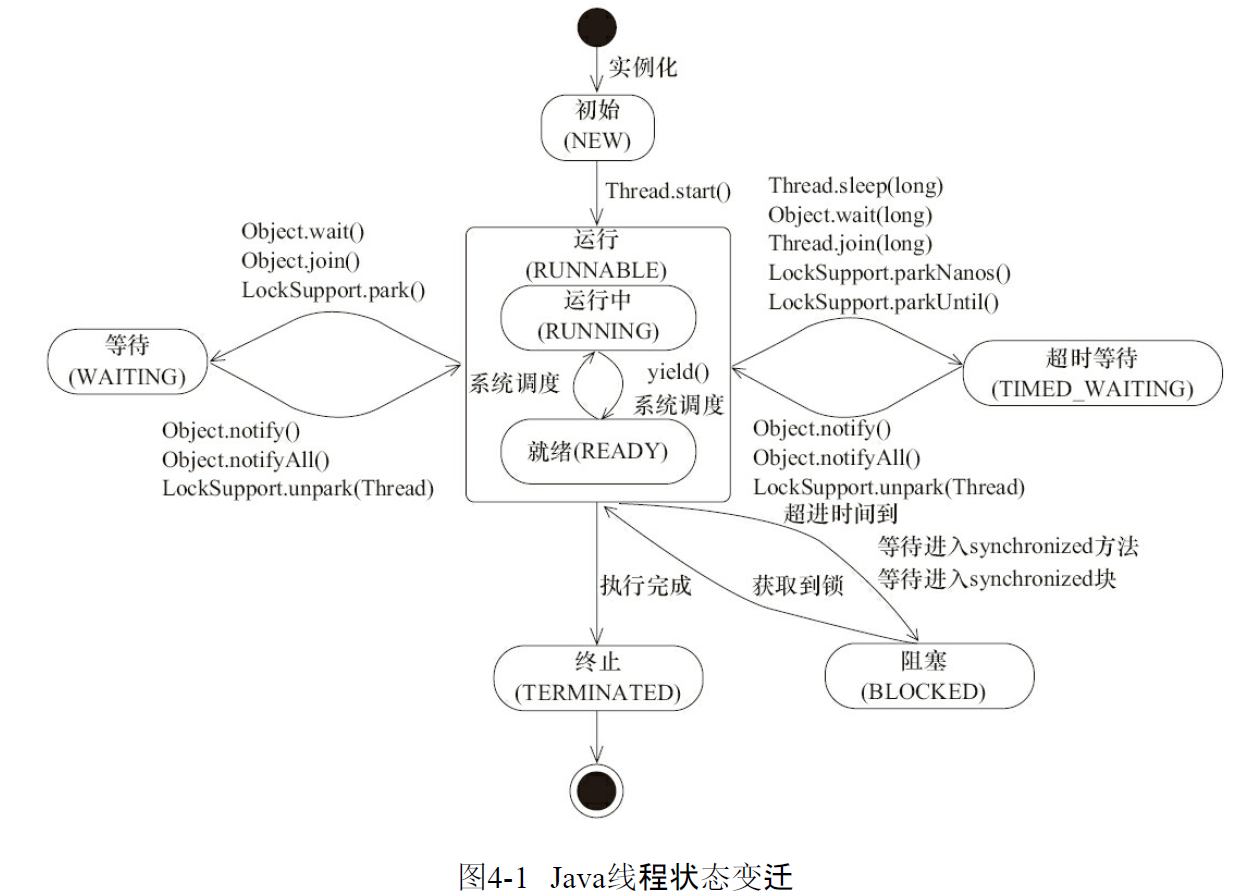 实例化
初始
(NEW)
Thread.start()
Object.wait()
Object.join()
LockSupport.park()
Thread.sleep(long)
Object.wait(long)
Thread.join(long)
LockSupport.parkNanos()
LockSupport.parkUntil()
运行
(RUNNABLE)
运行中
(RUNNING)
等待
(WAITING)
系统调度
yield()
系统调度
超时等待
(TIMED_WAITING)
就绪(READY)
Object.notify()
Object.notifyAll()
LockSupport.unpark(Thread)
Object.notify()
Object.notifyAll()
LockSupport.unpark(Thread)
超进时间到
等待进入synchronized方法
等待进入synchronized块
执行完成
获取到锁
终止
(TERMINATED)
阻塞
(BLOCKED)
图4-1 Java线程状态变迁